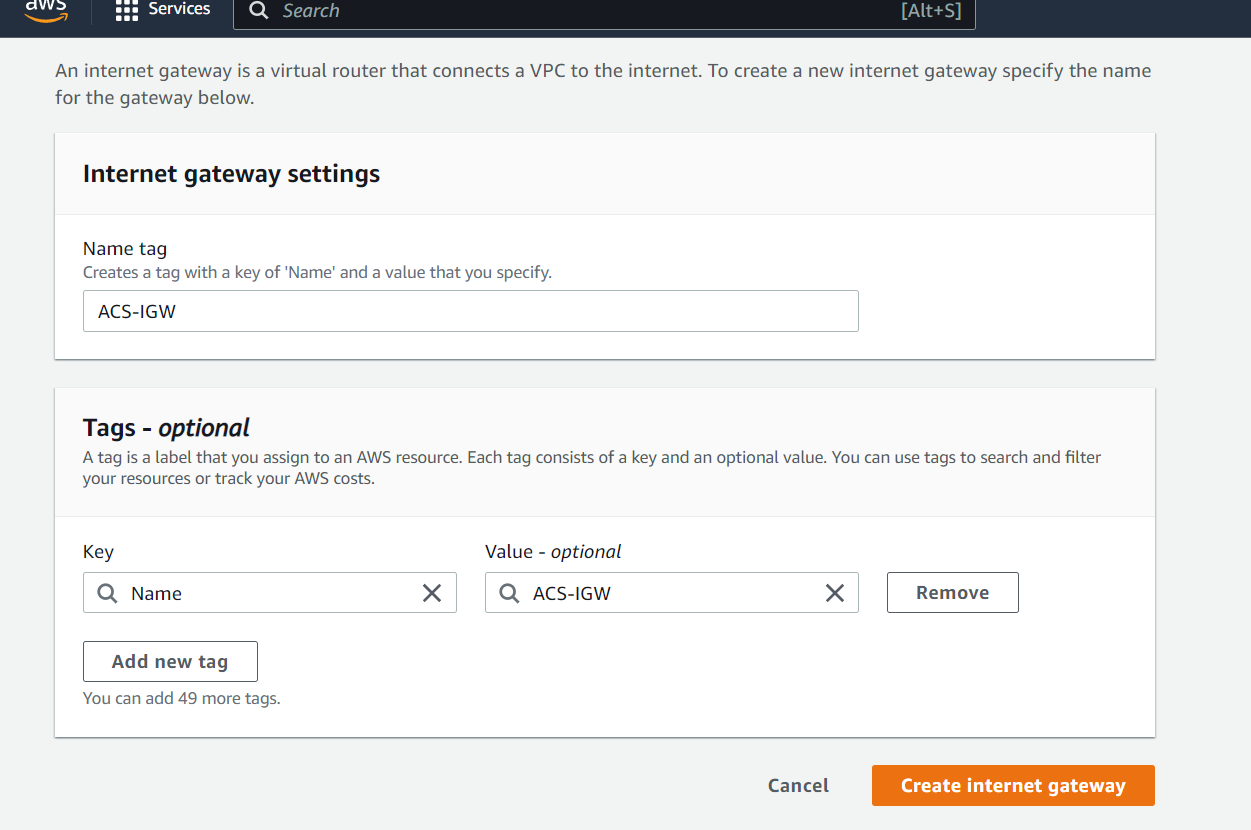 aws
Services
Search
[Alt+S]
An internet gateway is a virtual router that connects a VPC to the internet. To create a new internet gateway specify the name
for the gateway below.
Internet gateway settings
Name tag
Creates a tag with a key of 'Name' and a value that you specify.
ACS-IGW
Tags - optional
A tag is a label that you assign to an AWS resource. Each tag consists of a key and an optional value. You can use tags to search and filter
your resources or track your AWS costs.
Key
Value - optional
Name
ACS-IGW
Remove
Add new tag
You can add 49 more tags.
Cancel
Create internet gateway